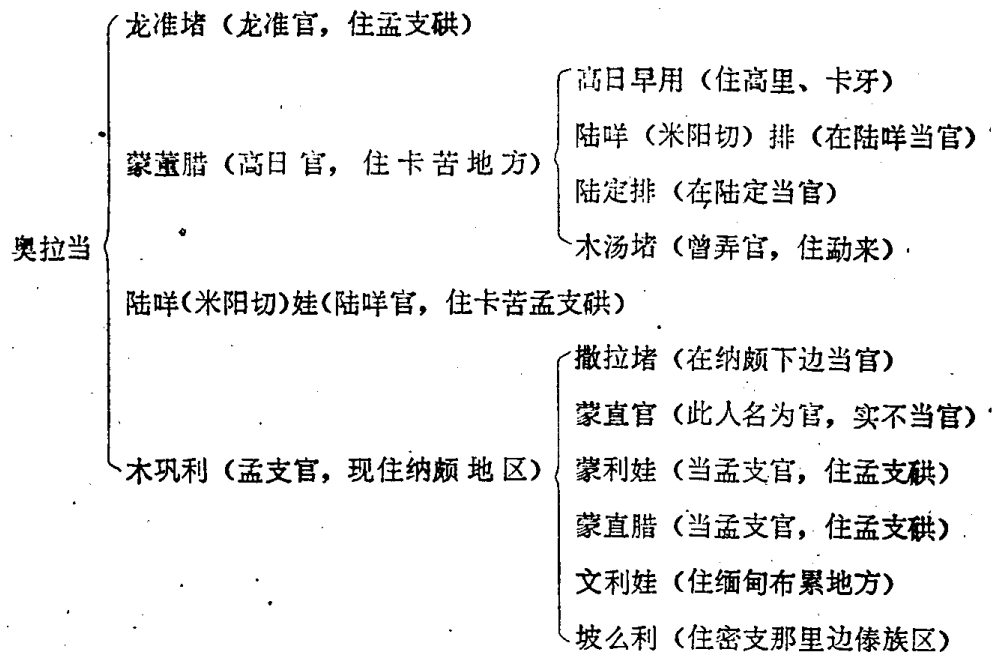 龙准堵（龙准官，住孟支硔）
高日早用（住高里、卡牙）
陆咩（米阳切）排（在陆咩当官）
蒙董腊（高日官，住卡苦地方）
陆定排（在陆定当官）
奥拉当
木汤堵（曾弄官，住勐来）
陆咩(米阳切)娃(陆咩官，住卡苦孟支硔)
撒拉堵（在纳颇下边当官）
蒙直官（此人名为官，实不当官）
木巩利（孟支官，现住纳颇地区）
蒙利娃（当孟支官，住孟支硔）
蒙直腊（当孟支官，住孟支硔）
文利娃（住缅甸布累地方）
坡么利（住密支那里边傣族区）